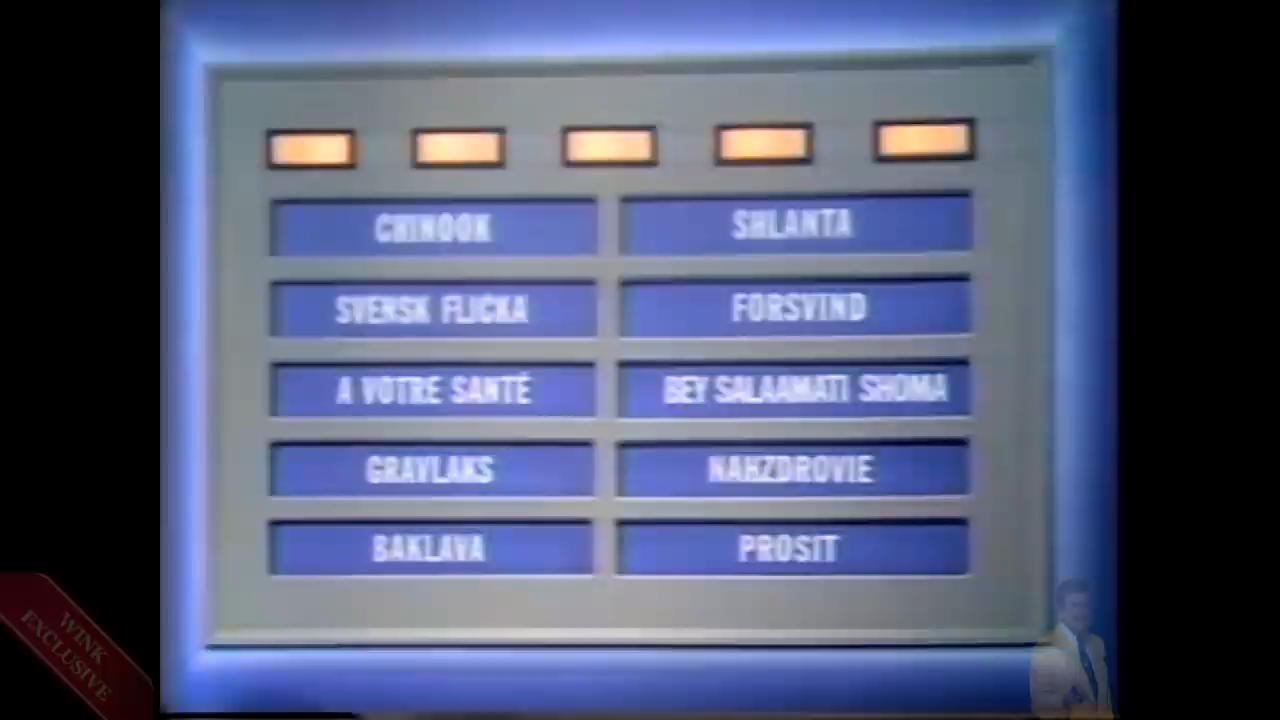 CHINOOK
SHLANTA
SVENSK FLICKA
FORSVIND
A VOTRE SANTÉ
BEY SALAAMATI SHOMA
GRAVLAKS
NAHZDROVIE
BAKLAVA
PROSIT
WINK
EXCLUSIVE